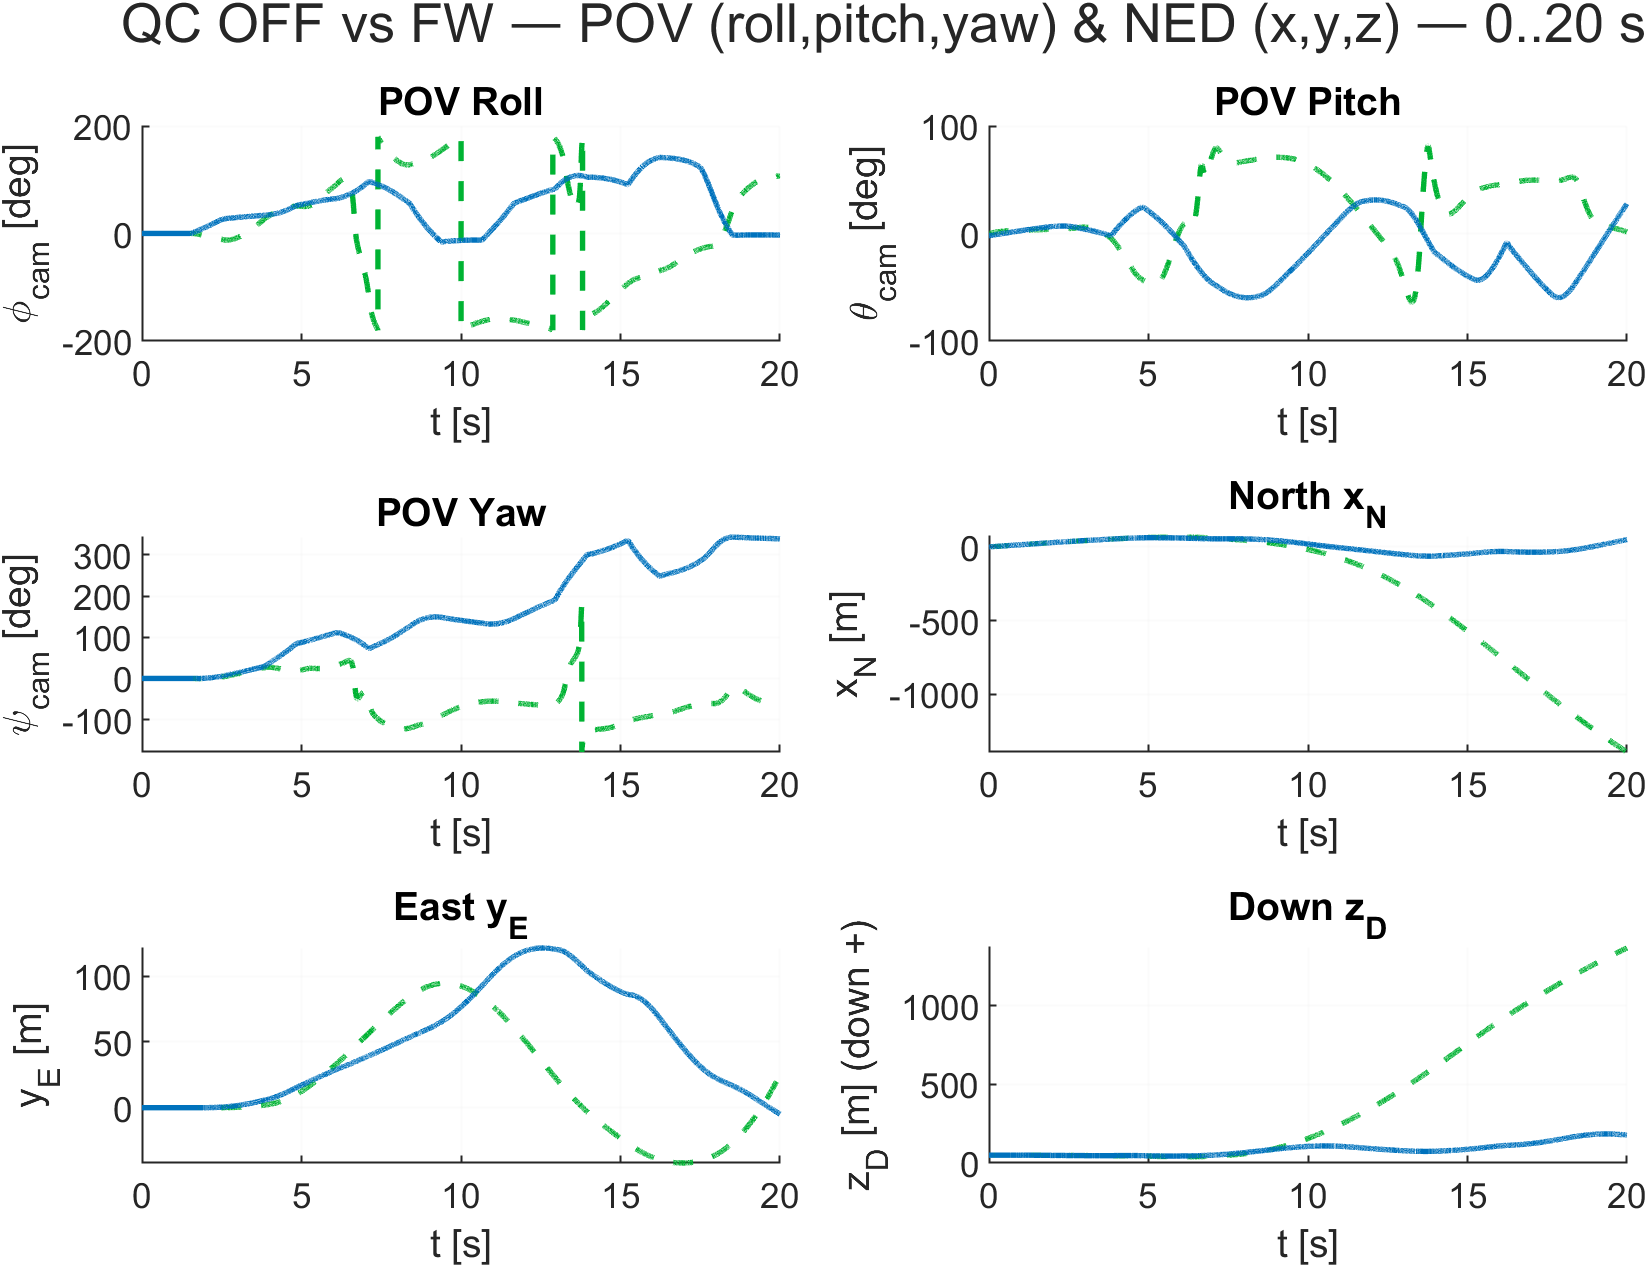 QC OFF vs FW — POV (roll,pitch,yaw) & NED (x,y,z) — 0..20 s
POV Roll
200
0
-200
ϕcam [deg]
0 5 10 15 20
t [s]
POV Pitch
100
0
-100
θcam [deg]
0 5 10 15 20
t [s]
POV Yaw
300
200
100
0
-100
ψcam [deg]
0 5 10 15 20
t [s]
North xN
0
-500
-1000
xN [m]
0 5 10 15 20
t [s]
East yE
100
50
0
yE [m]
0 5 10 15 20
t [s]
Down zD
1000
500
0
zD [m] (down +)
0 5 10 15 20
t [s]